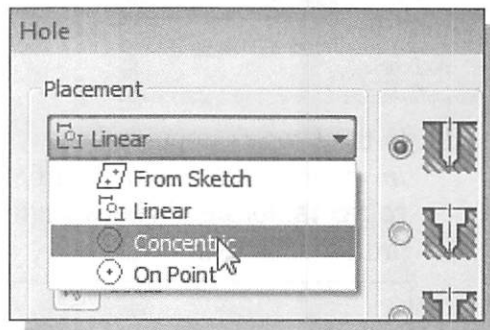 Hole
Placement
Linear
From Sketch
Linear
Concentric
On Point